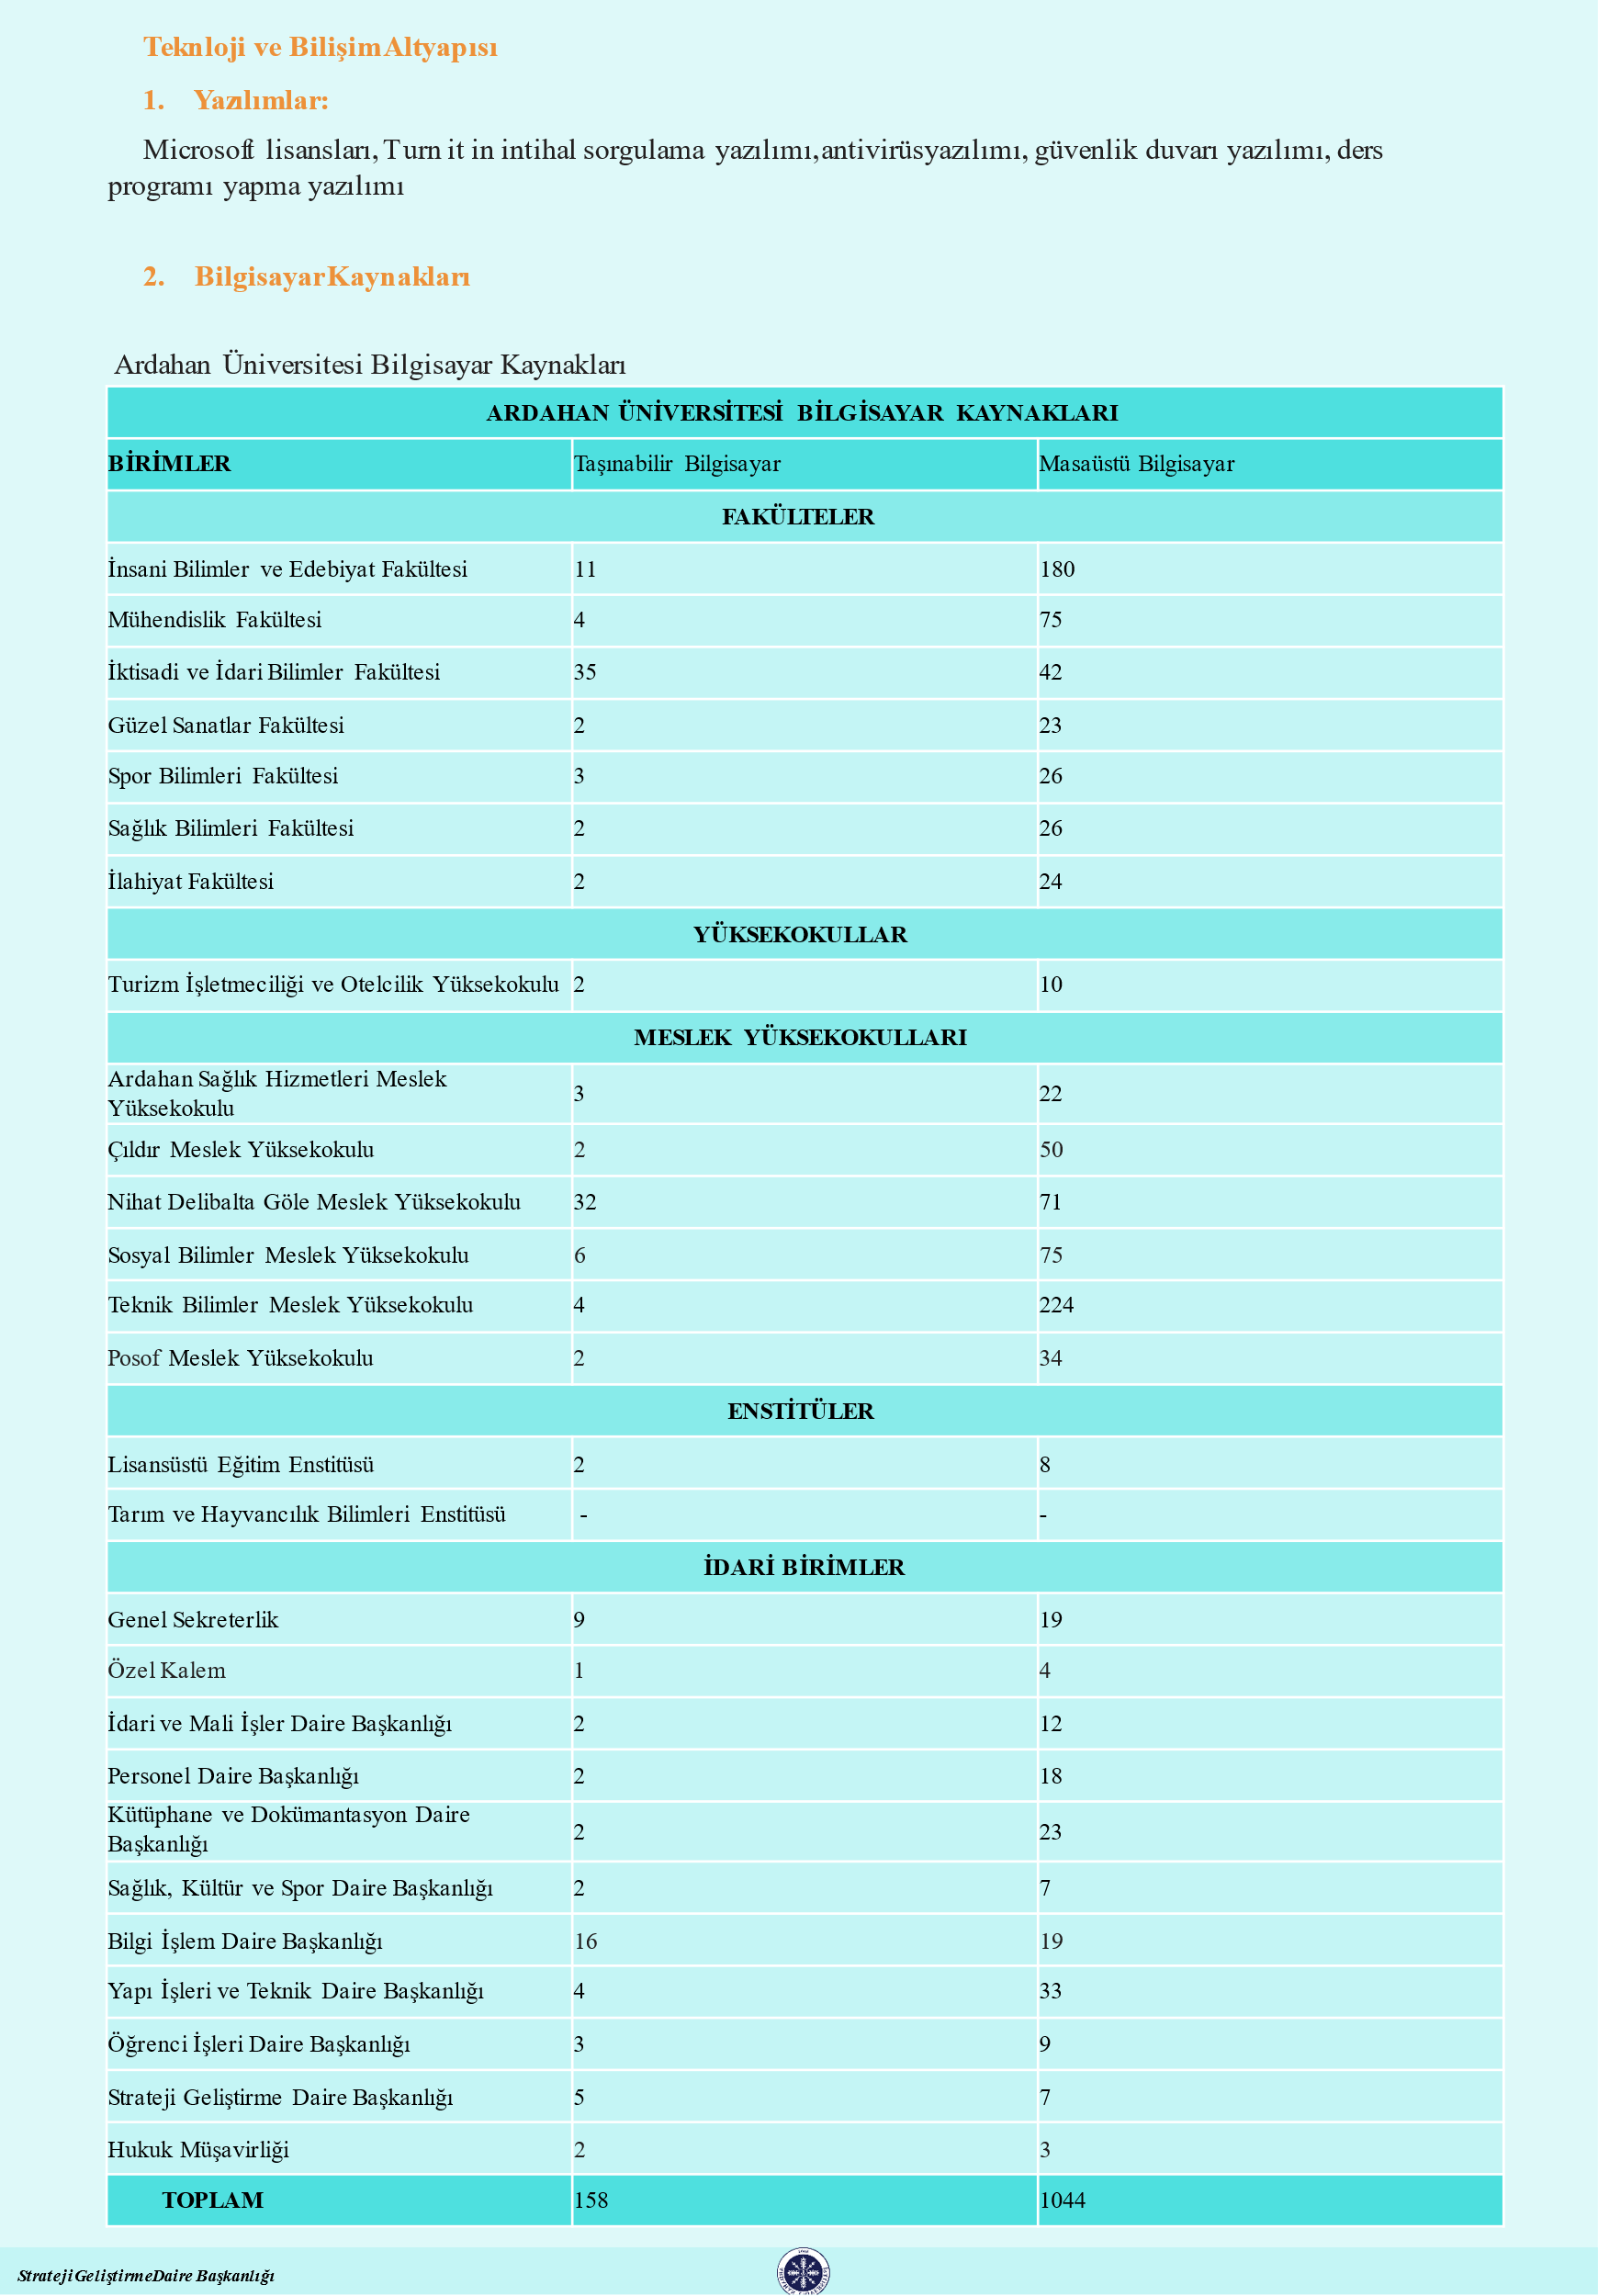 Teknloji ve Bilişim Altyapısı
1. Yazılımlar:
Microsoft lisansları, Turn it in intihal sorgulama yazılımı, antivirüs yazılımı, güvenlik duvarı yazılımı, ders
programı yapma yazılımı
2. Bilgisayar Kaynakları
Ardahan Üniversitesi Bilgisayar Kaynakları
ARDAHAN ÜNİVERSİTESİ BİLGİSAYAR KAYNAKLARI
BİRİMLER Taşınabilir Bilgisayar Masaüstü Bilgisayar
FAKÜLTELER
İnsani Bilimler ve Edebiyat Fakültesi 11 180
Mühendislik Fakültesi 4 75
İktisadi ve İdari Bilimler Fakültesi 35 42
Güzel Sanatlar Fakültesi 2 23
Spor Bilimleri Fakültesi 3 26
Sağlık Bilimleri Fakültesi 2 26
İlahiyat Fakültesi 2 24
YÜKSEKOKULLAR
Turizm İşletmeciliği ve Otelcilik Yüksekokulu 2 10
MESLEK YÜKSEKOKULLARI
Ardahan Sağlık Hizmetleri Meslek
Yüksekokulu 3 22
Çıldır Meslek Yüksekokulu 2 50
Nihat Delibalta Göle Meslek Yüksekokulu 32 71
Sosyal Bilimler Meslek Yüksekokulu 6 75
Teknik Bilimler Meslek Yüksekokulu 4 224
Posof Meslek Yüksekokulu 2 34
ENSTİTÜLER
Lisansüstü Eğitim Enstitüsü 2 8
Tarım ve Hayvancılık Bilimleri Enstitüsü - -
İDARİ BİRİMLER
Genel Sekreterlik 9 19
Özel Kalem 1 4
İdari ve Mali İşler Daire Başkanlığı 2 12
Personel Daire Başkanlığı 2 18
Kütüphane ve Dokümantasyon Daire
Başkanlığı 2 23
Sağlık, Kültür ve Spor Daire Başkanlığı 2 7
Bilgi İşlem Daire Başkanlığı 16 19
Yapı İşleri ve Teknik Daire Başkanlığı 4 33
Öğrenci İşleri Daire Başkanlığı 3 9
Strateji Geliştirme Daire Başkanlığı 5 7
Hukuk Müşavirliği 2 3
TOPLAM 158 1044
Strateji Geliştirme Daire Başkanlığı